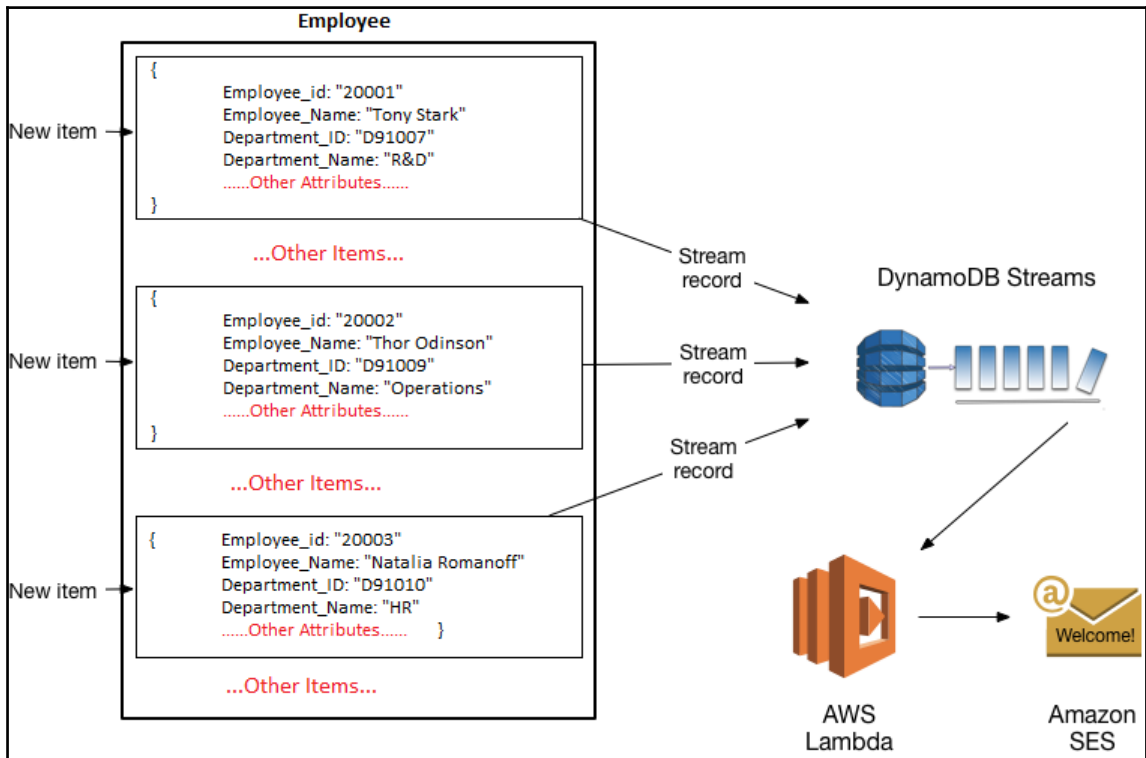 Employee
New item
{
Employee_id: "20001"
Employee_Name: "Tony Stark"
Department_ID: "D91007"
Department_Name: "R&D"
......Other Attributes......
}
...Other Items...
New item
{
Employee_id: "20002"
Employee_Name: "Thor Odinson"
Department_ID: "D91009"
Department_Name: "Operations"
......Other Attributes......
}
...Other Items...
New item
{ Employee_id: "20003"
Employee_Name: "Natalia Romanoff"
Department_ID: "D91010"
Department_Name: "HR"
......Other Attributes...... }
...Other Items...
Stream
record
Stream
record
Stream
record
DynamoDB Streams
AWS
Lambda
@
Welcome!
Amazon
SES